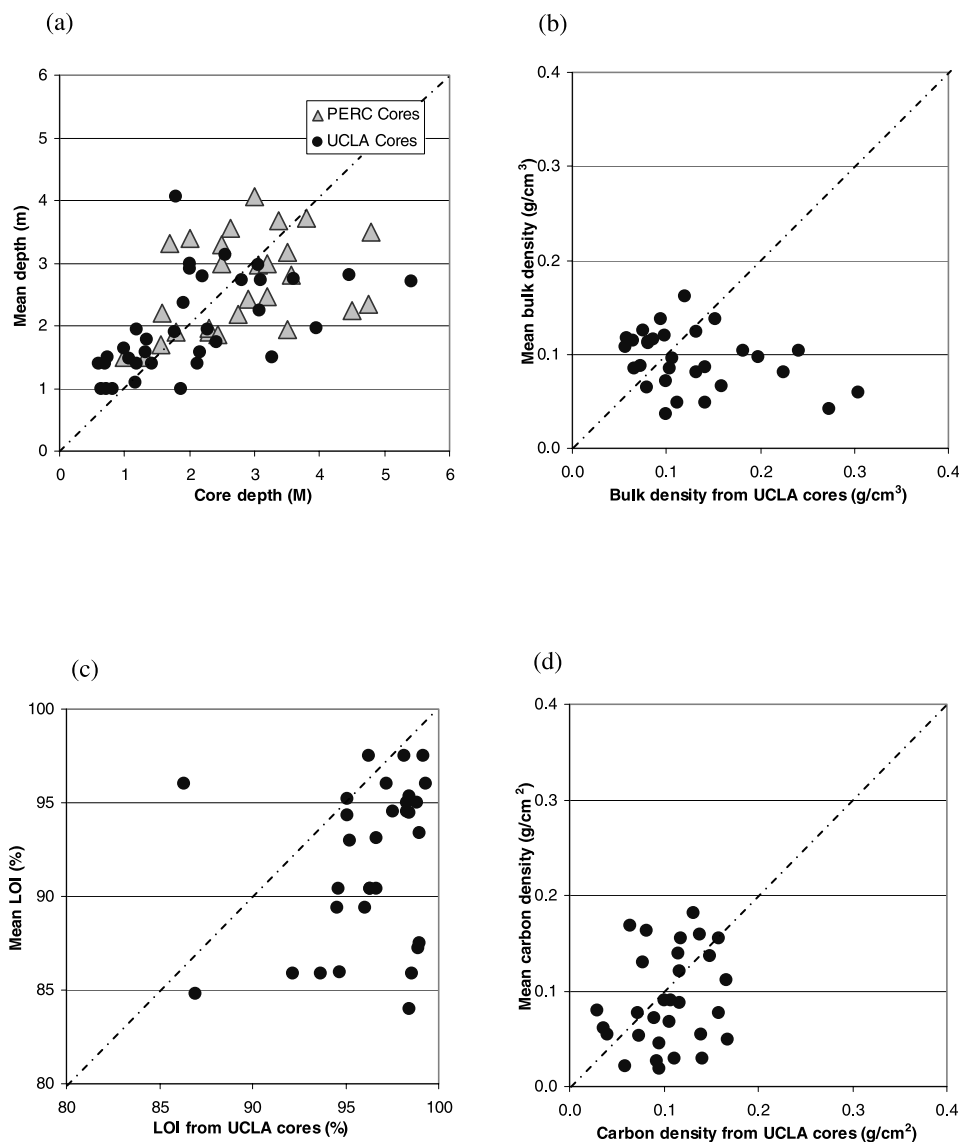 (a)
6
5
4
3
2
1
0
0 1 2 3 4 5 6
Mean depth (m)
Core depth (M)
PERC Cores
UCLA Cores
(b)
0.4
0.3
0.2
0.1
0.0
0.0 0.1 0.2 0.3 0.4
Mean bulk density (g/cm³)
Bulk density from UCLA cores (g/cm³)
(c)
100
95
90
85
80
80 85 90 95 100
Mean LOI (%)
LOI from UCLA cores (%)
(d)
0.4
0.3
0.2
0.1
0.0
0.0 0.1 0.2 0.3 0.4
Mean carbon density (g/cm²)
Carbon density from UCLA cores (g/cm²)